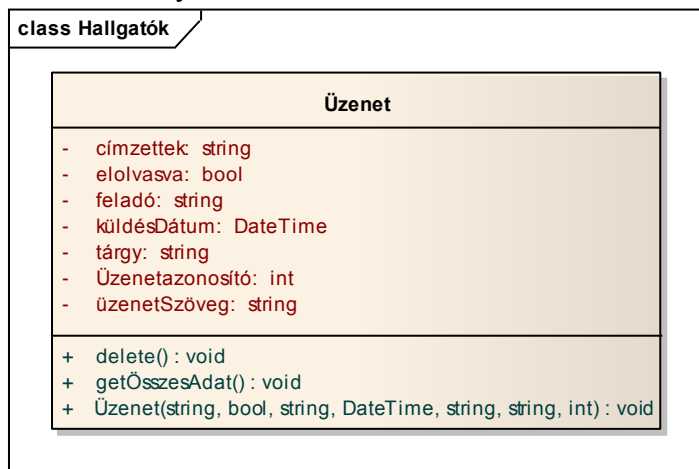 class Hallgatók
Üzenet
- címzettek: string
- elolvasva: bool
- feladó: string
- küldésDátum: DateTime
- tárgy: string
- Üzenetazonosító: int
- üzenetSzöveg: string
+ delete() : void
+ getÖsszesAdat() : void
+ Üzenet(string, bool, string, DateTime, string, string, int) : void